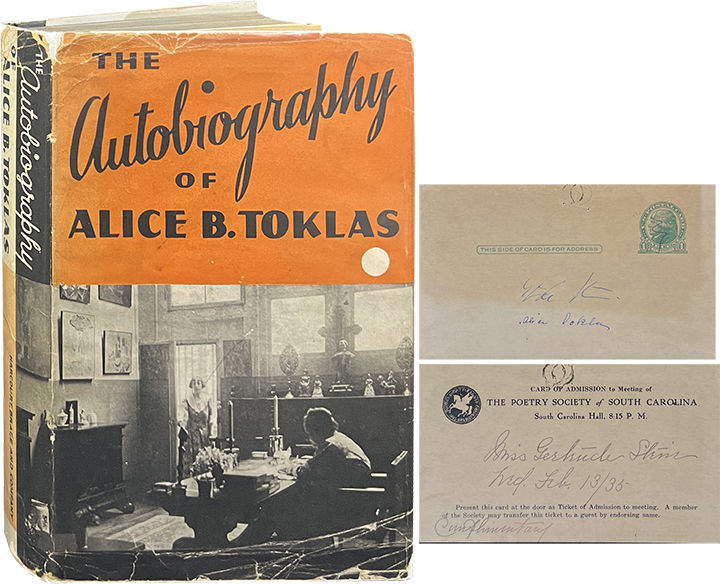 THE
Autobiography
OF
ALICE B. TOKLAS
THE
Autobiography
OF
ALICE B. TOKLAS
HARCOURT, BRACE AND COMPANY
THIS SIDE OF CARD IS FOR ADDRESS
Alice Toklas
CARD OF ADMISSION to Meeting of
THE POETRY SOCIETY of SOUTH CAROLINA
South Carolina Hall, 8:15 P. M.
Miss Gertrude Stein
Wed Feb. 13/35
Present this card at the door as Ticket of Admission to meeting. A member
of the Society may transfer this ticket to a guest by endorsing same.
Complimentary